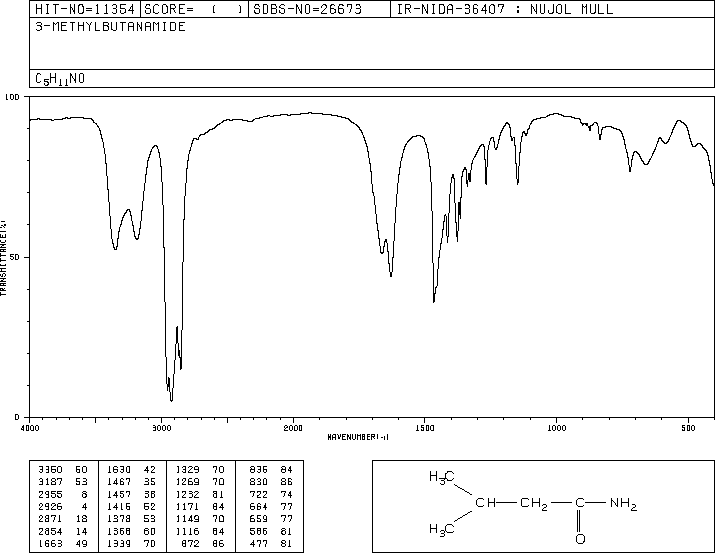 HIT-NO=11354 SCORE= ( ) SDBS-NO=26673 IR-NIDA-36407 : NUJOL MULL
3-METHYLBUTANAMIDE
C5H11NO
100
50
0
TRANSMITTANCE(%)
4000 3000 2000 1500 1000 500
WAVENUMBER(-1)
3360 50 1630 42 1329 70 836 84
3187 53 1467 35 1269 70 830 86
2955 8 1457 38 1232 81 722 74
2926 4 1416 52 1171 84 664 77
2871 18 1378 53 1149 70 659 77
2854 14 1368 60 1116 84 586 81
1663 49 1339 70 872 86 477 81
H3C
CH—CH2—C—NH2
H3C
O